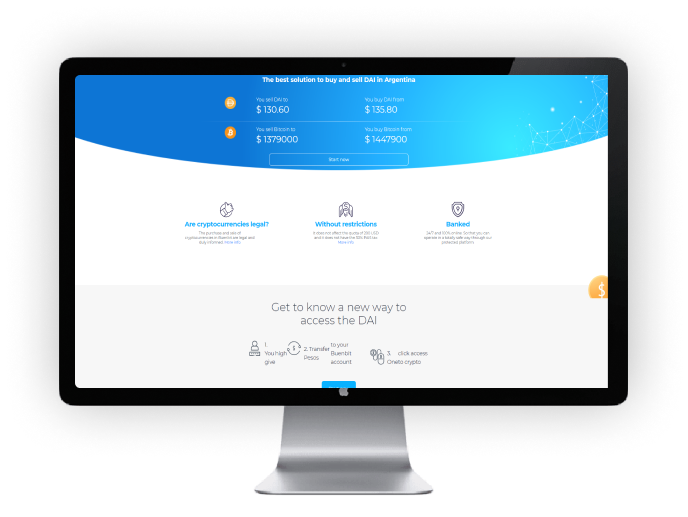 The best solution to buy and sell DAI in Argentina
You sell DAI to
$ 130.60
You buy DAI from
$ 135.80
You sell Bitcoin to
$ 1379000
You buy Bitcoin from
$ 1447900
Start now
Are cryptocurrencies legal?
The purchase and sale of
cryptocurrencies in Buenbit are legal and
duly informed. More info
Without restrictions
It does not affect the quota of 200 USD
and it does not have the 30% PAIS tax.
More info
Banked
24/7 and 100% online. So that you can
operate in a totally safe way through our
protected platform
Get to know a new way to
access the DAI
1.
You high
give
2. Transfer
Pesos
to your
Buenbit
account
3. click access
Oneto crypto
$